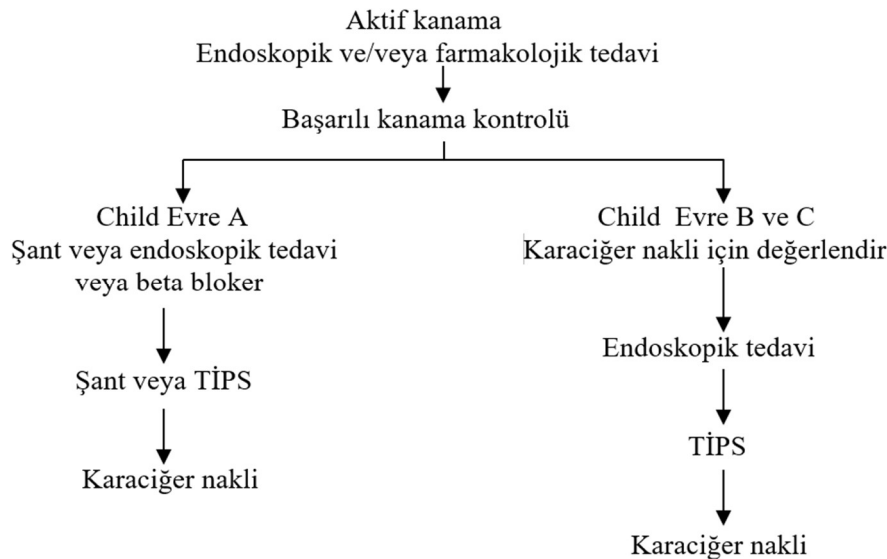 Aktif kanama
Endoskopik ve/veya farmakolojik tedavi
Başarılı kanama kontrolü
Child Evre A
Şant veya endoskopik tedavi
veya beta bloker
Şant veya TİPS
Karaciğer nakli
Child Evre B ve C
Karaciğer nakli için değerlendir
Endoskopik tedavi
TİPS
Karaciğer nakli